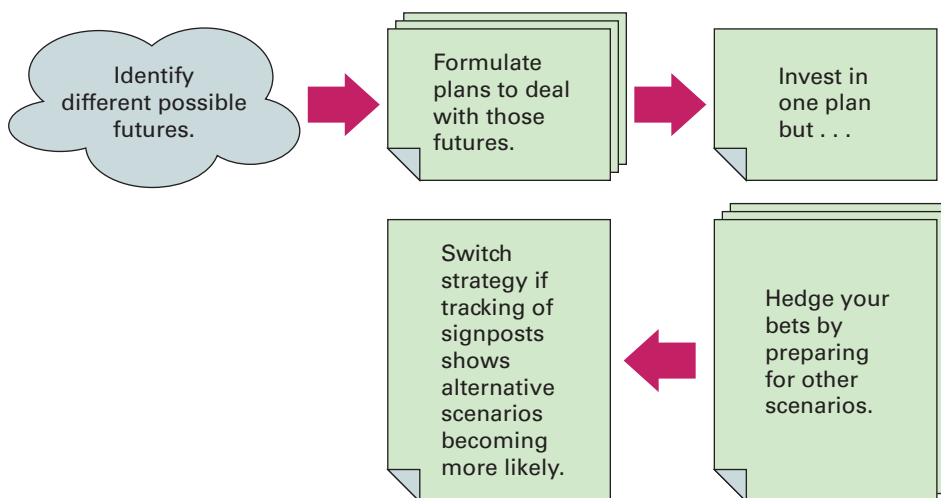 Identify
different possible
futures.
Formulate
plans to deal
with those
futures.
Invest in
one plan
but . . .
Hedge your
bets by
preparing
for other
scenarios.
Switch
strategy if
tracking of
signposts
shows
alternative
scenarios
becoming
more likely.